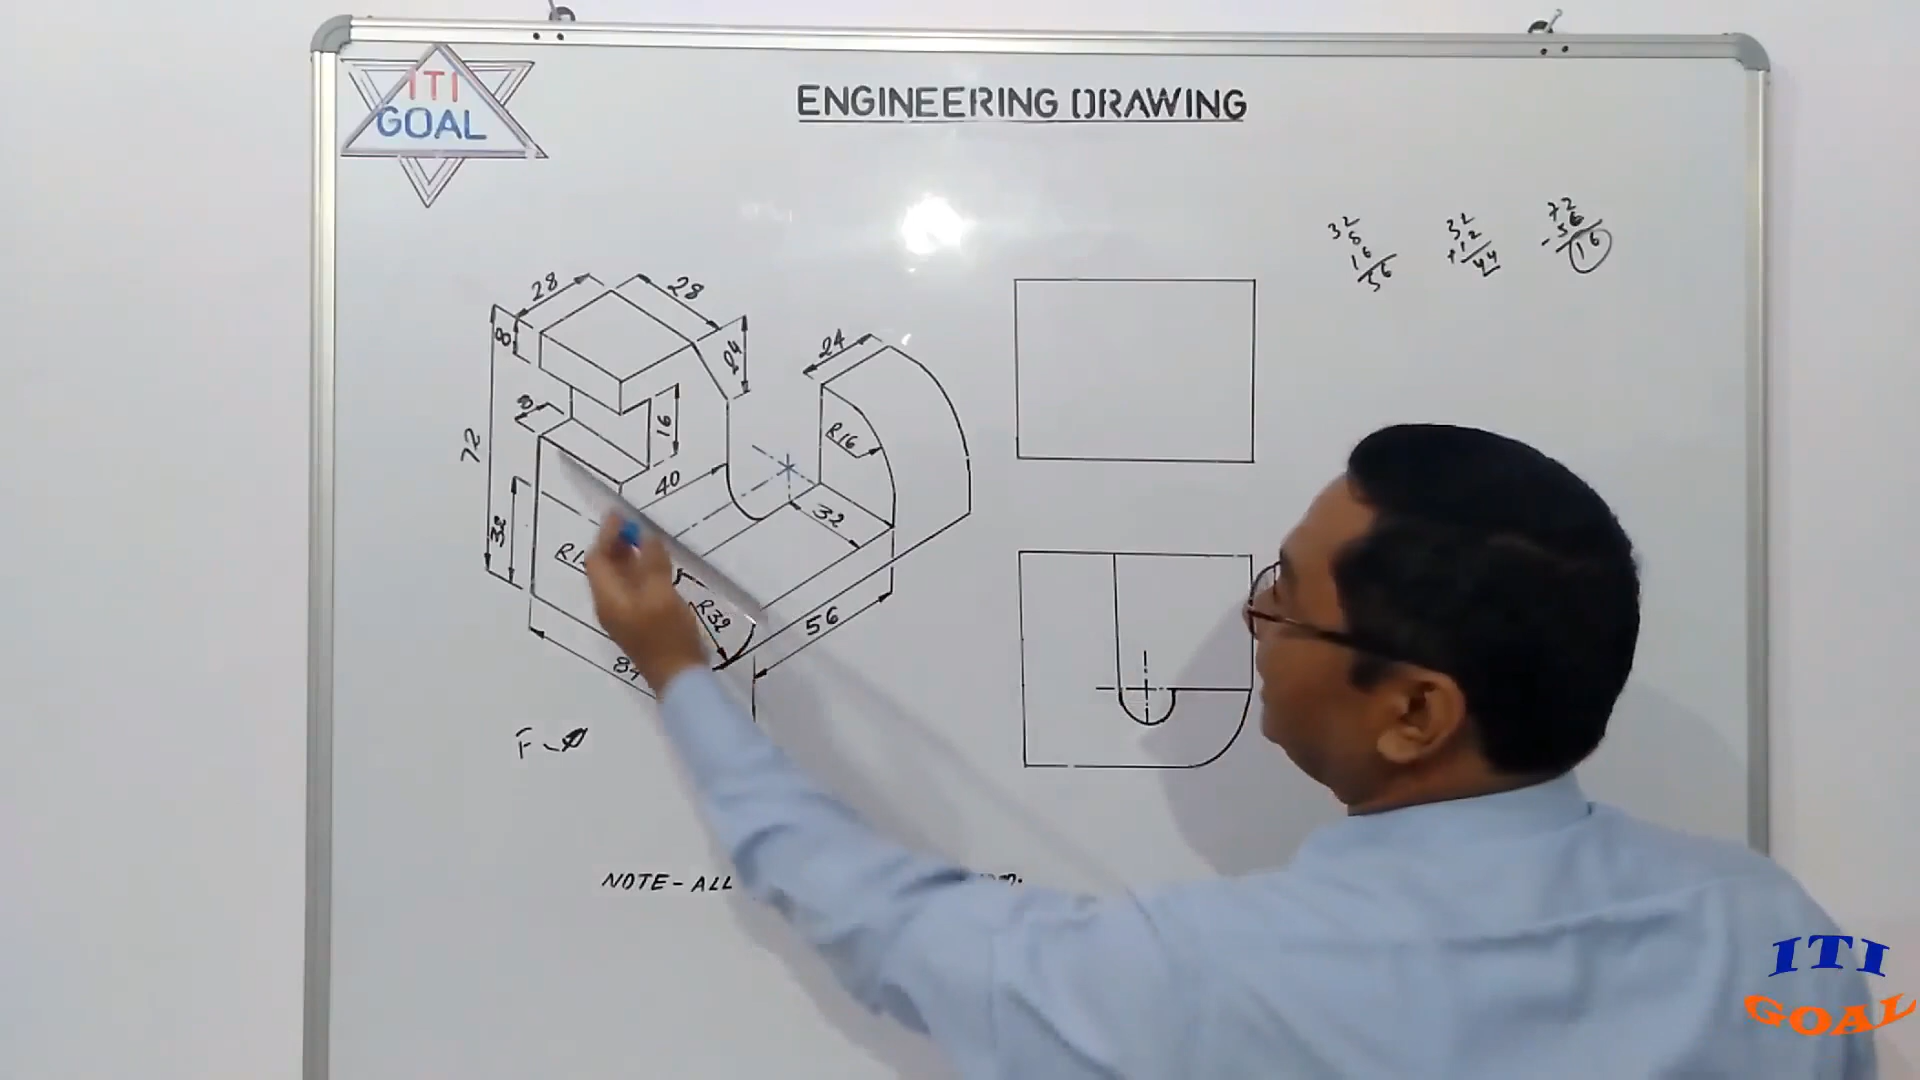 ITI
GOAL
ENGINEERING DRAWING
32
8
16
56
32
+12
44
72
-56
16
28
28
8
24
24
8
72
16
R16
40
32
32
R32
56
84
F-
NOTE-ALL
ITI
GOAL